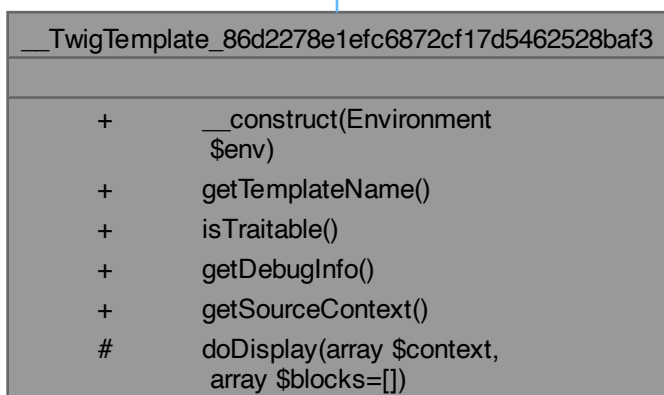 __TwigTemplate_86d2278e1efc6872cf17d5462528baf3
+ __construct(Environment
$env)
+ getTemplateName()
+ isTraitable()
+ getDebugInfo()
+ getSourceContext()
# doDisplay(array $context,
array $blocks=[])